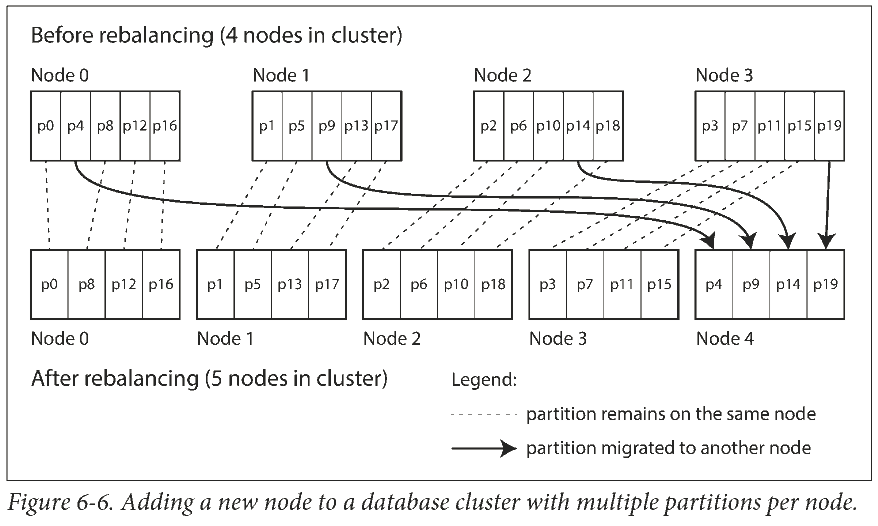 Before rebalancing (4 nodes in cluster)
Node 0 Node 1 Node 2 Node 3
p0 p4 p8 p12 p16 p1 p5 p9 p13 p17 p2 p6 p10 p14 p18 p3 p7 p11 p15 p19
p0 p8 p12 p16 p1 p5 p13 p17 p2 p6 p10 p18 p3 p7 p11 p15 p4 p9 p14 p19
Node 0 Node 1 Node 2 Node 3 Node 4
After rebalancing (5 nodes in cluster)
Legend:
partition remains on the same node
partition migrated to another node
Figure 6-6. Adding a new node to a database cluster with multiple partitions per node.